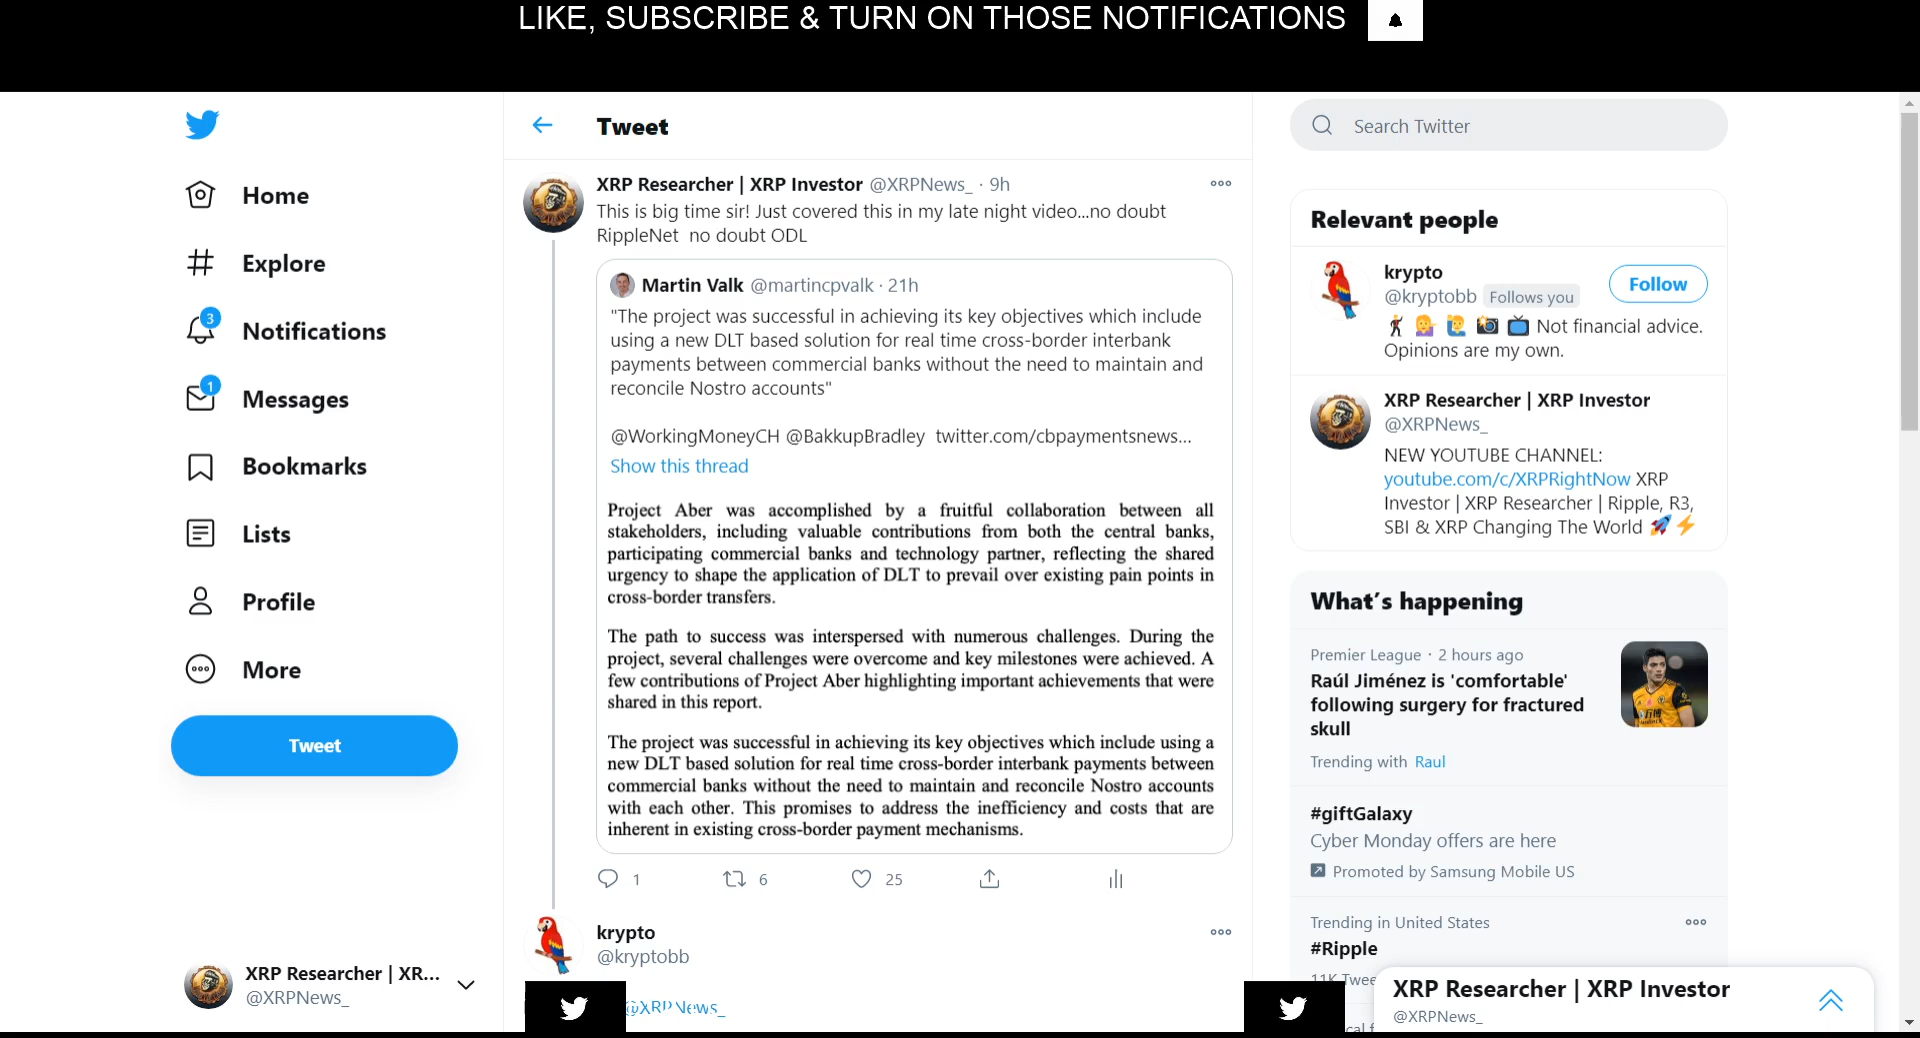 LIKE, SUBSCRIBE & TURN ON THOSE NOTIFICATIONS
Home
Explore
3
Notifications
1
Messages
Bookmarks
Lists
Profile
More
Tweet
XRP Researcher | XR...
@XRPNews_
Tweet
XRP Researcher | XRP Investor @XRPNews_ · 9h
This is big time sir! Just covered this in my late night video...no doubt
RippleNet no doubt ODL
Martin Valk @martincpvalk · 21h
"The project was successful in achieving its key objectives which include
using a new DLT based solution for real time cross-border interbank
payments between commercial banks without the need to maintain and
reconcile Nostro accounts"
@WorkingMoneyCH @BakkupBradley twitter.com/cbpaymentsnews...
Show this thread
Project Aber was accomplished by a fruitful collaboration between all
stakeholders, including valuable contributions from both the central banks,
participating commercial banks and technology partner, reflecting the shared
urgency to shape the application of DLT to prevail over existing pain points in
cross-border transfers.
The path to success was interspersed with numerous challenges. During the
project, several challenges were overcome and key milestones were achieved. A
few contributions of Project Aber highlighting important achievements that were
shared in this report.
The project was successful in achieving its key objectives which include using a
new DLT based solution for real time cross-border interbank payments between
commercial banks without the need to maintain and reconcile Nostro accounts
with each other. This promises to address the inefficiency and costs that are
inherent in existing cross-border payment mechanisms.
1 6 25
krypto
@kryptobb
@XRPNews_
Search Twitter
Relevant people
krypto
@kryptobb Follows you
Follow
Not financial advice.
Opinions are my own.
XRP Researcher | XRP Investor
@XRPNews_
NEW YOUTUBE CHANNEL:
youtube.com/c/XRPRightNow XRP
Investor | XRP Researcher | Ripple, R3,
SBI & XRP Changing The World
What's happening
Premier League · 2 hours ago
Raúl Jiménez is 'comfortable'
following surgery for fractured
skull
Trending with Raul
#giftGalaxy
Cyber Monday offers are here
Promoted by Samsung Mobile US
Trending in United States
#Ripple
11K Twee
XRP Researcher | XRP Investor
@XRPNews_